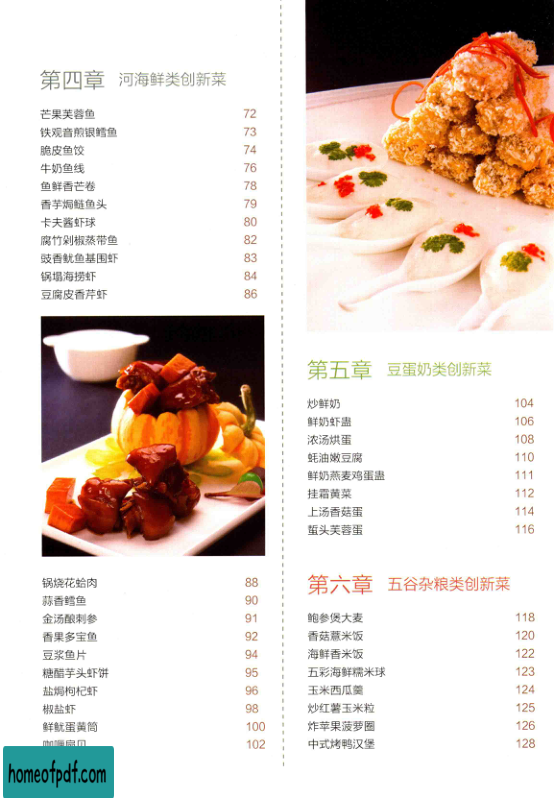 第四章 河海鲜类创新菜
芒果芙蓉鱼 72
铁观音煎银鳕鱼 73
脆皮鱼饺 74
牛奶鱼线 76
鱼鲜香芒卷 78
香芋焗鲢鱼头 79
卡夫酱虾球 80
腐竹剁椒蒸带鱼 82
豉香鱿鱼基围虾 83
锅塌海捞虾 84
豆腐皮香芹虾 86
锅烧花蛤肉 88
蒜香鳕鱼 90
金汤酿刺参 91
香果多宝鱼 92
豆浆鱼片 94
糖醋芋头虾饼 95
盐焗枸杞虾 96
椒盐虾 98
鲜鱿蛋黄筒 100
咖喱扇贝 102
第五章 豆蛋奶类创新菜
炒鲜奶 104
鲜奶虾蛊 106
浓汤烘蛋 108
蚝油嫩豆腐 110
鲜奶燕麦鸡蛋蛊 111
挂霜黄菜 112
上汤香菇蛋 114
蜇头芙蓉蛋 116
第六章 五谷杂粮类创新菜
鲍参煲大麦 118
香菇薏米饭 120
海鲜香米饭 122
五彩海鲜糯米球 123
玉米西瓜羹 124
炒红薯玉米粒 125
炸苹果菠萝圈 126
中式烤鸭汉堡 128
homeofpdf.com